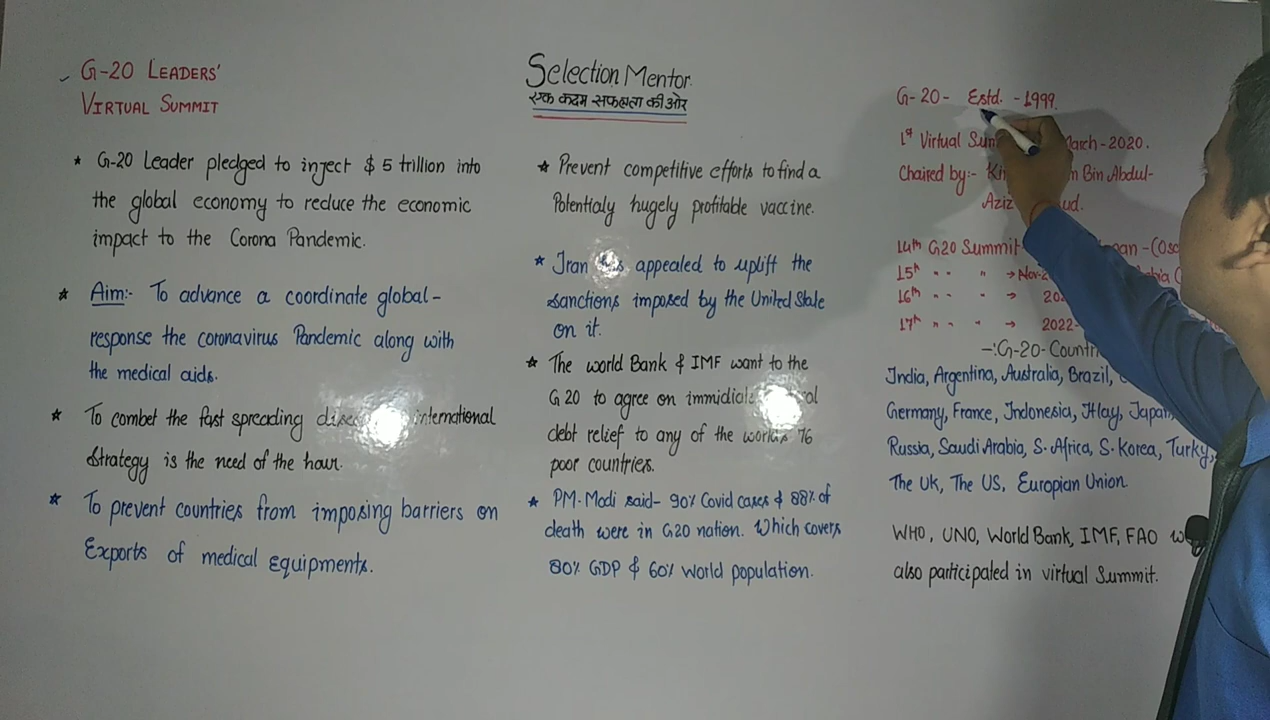 G-20 LEADERS'
VIRTUAL SUMMIT
* G-20 Leader pledged to inject $ 5 trillion into
the global economy to reduce the economic
impact to the Corona Pandemic.
* Aim:- To advance a coordinate global-
response the coronavirus Pandemic along with
the medical aids.
* To combet the fast spreading international
strategy is the need of the hour.
* To prevent countries from imposing barriers on
Exports of medical equipments.
Selection Mentor
एक कदम सफलता की ओर
* Prevent competitive efforts to find a
Potentialy hugely profitable vaccine.
* Iran appealed to uplift the
sanctions imposed by the United State
on it.
* The world Bank & IMF want to the
G20 to agree on
debt relief to any of the world's 76
poor countries.
* PM-Modi said- 90% Covid cases & 88% of
death were in G20 nation. Which covers
80% GDP & 60% world population.
G-20- Estd. -1999.
1st Virtual March-2020.
Chaired by:- Bin Abdul-
Aziz
14th G20 Summit
15th " " " →
16th " " " →
17th " " " → 2022-
-:G-20-
India, Argentina, Australia, Brazil,
Germany, France, Indonesia, Itlay, Japan,
Russia, Saudi Arabia, S. Africa, S. Korea, Turky,
The UK, The US, Europian Union.
WHO, UNO, World Bank, IMF, FAO
also participated in virtual Summit.